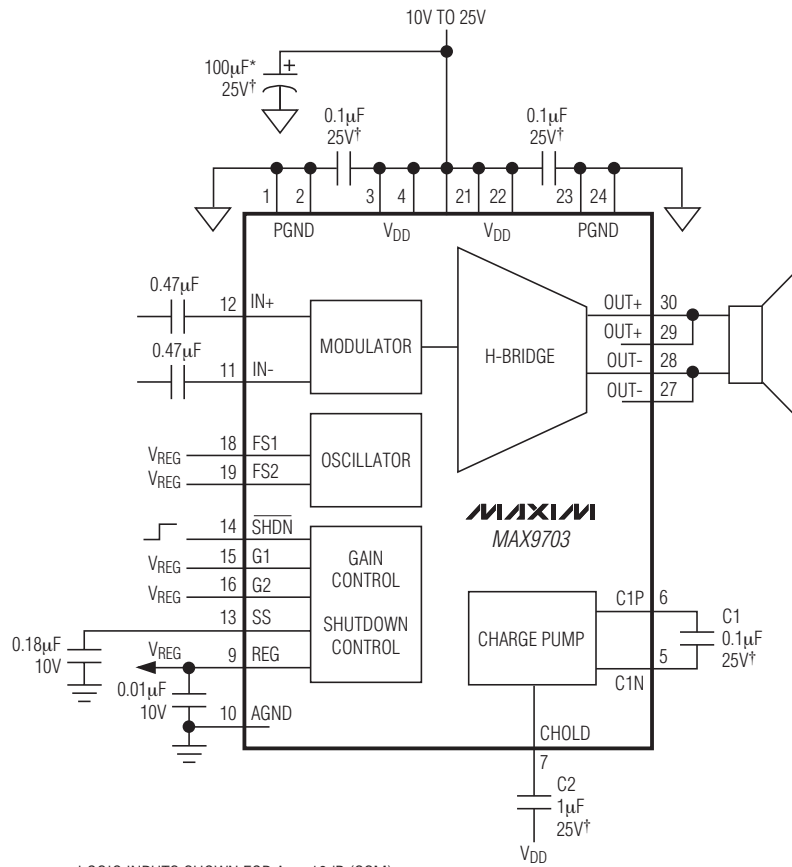 10V TO 25V
100µF*
25V†
+
0.1µF
25V†
0.1µF
25V†
1
2
3
4
21
22
23
24
PGND
VDD
VDD
PGND
0.47µF
12
IN+
0.47µF
11
IN-
MODULATOR
H-BRIDGE
OUT+
30
OUT+
29
OUT-
28
OUT-
27
VREG
18
FS1
VREG
19
FS2
OSCILLATOR
14
SHDN
VREG
15
G1
VREG
16
G2
13
SS
0.18µF
10V
VREG
9
REG
0.01µF
10V
10
AGND
GAIN
CONTROL
SHUTDOWN
CONTROL
MAXIM
MAX9703
CHARGE PUMP
C1P
6
C1
0.1µF
25V†
5
C1N
CHOLD
7
C2
1µF
25V†
VDD